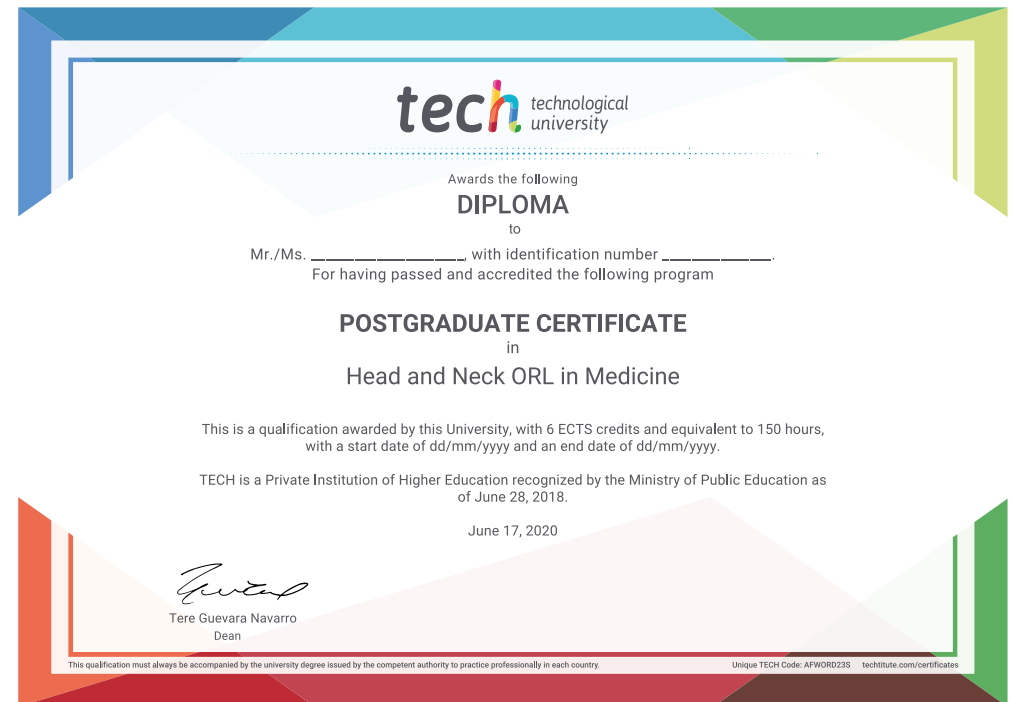 tech technological
university
Awards the following
DIPLOMA
to
Mr./Ms. ____________________, with identification number ______________.
For having passed and accredited the following program
POSTGRADUATE CERTIFICATE
in
Head and Neck ORL in Medicine
This is a qualification awarded by this University, with 6 ECTS credits and equivalent to 150 hours,
with a start date of dd/mm/yyyy and an end date of dd/mm/yyyy.
TECH is a Private Institution of Higher Education recognized by the Ministry of Public Education as
of June 28, 2018.
June 17, 2020
Tere Guevara Navarro
Dean
This qualification must always be accompanied by the university degree issued by the competent authority to practice professionally in each country. Unique TECH Code: AFWORD23S techtitute.com/certificates